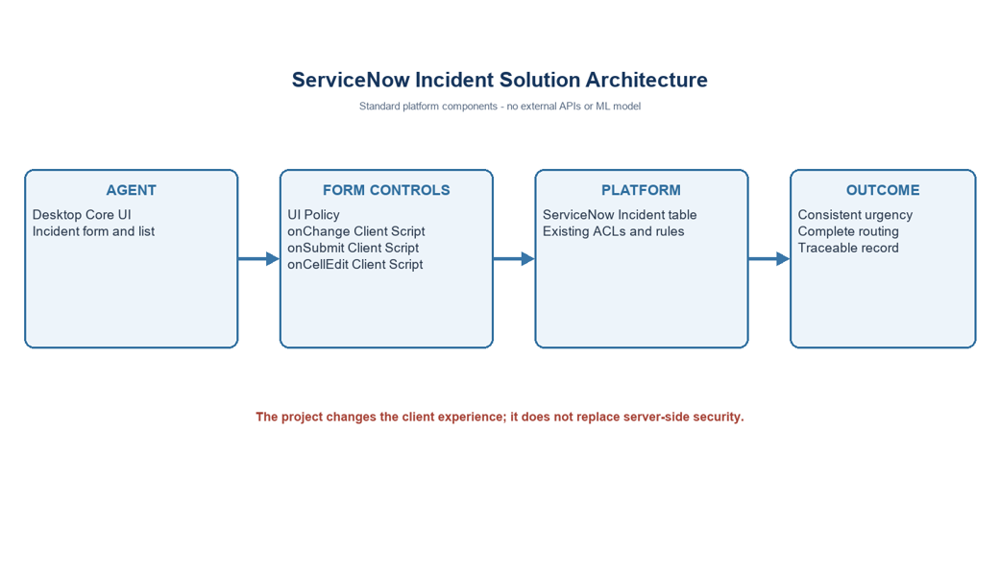 ServiceNow Incident Solution Architecture
Standard platform components - no external APIs or ML model
AGENT
Desktop Core UI
Incident form and list
FORM CONTROLS
UI Policy
onChange Client Script
onSubmit Client Script
onCellEdit Client Script
PLATFORM
ServiceNow Incident table
Existing ACLs and rules
OUTCOME
Consistent urgency
Complete routing
Traceable record
The project changes the client experience; it does not replace server-side security.